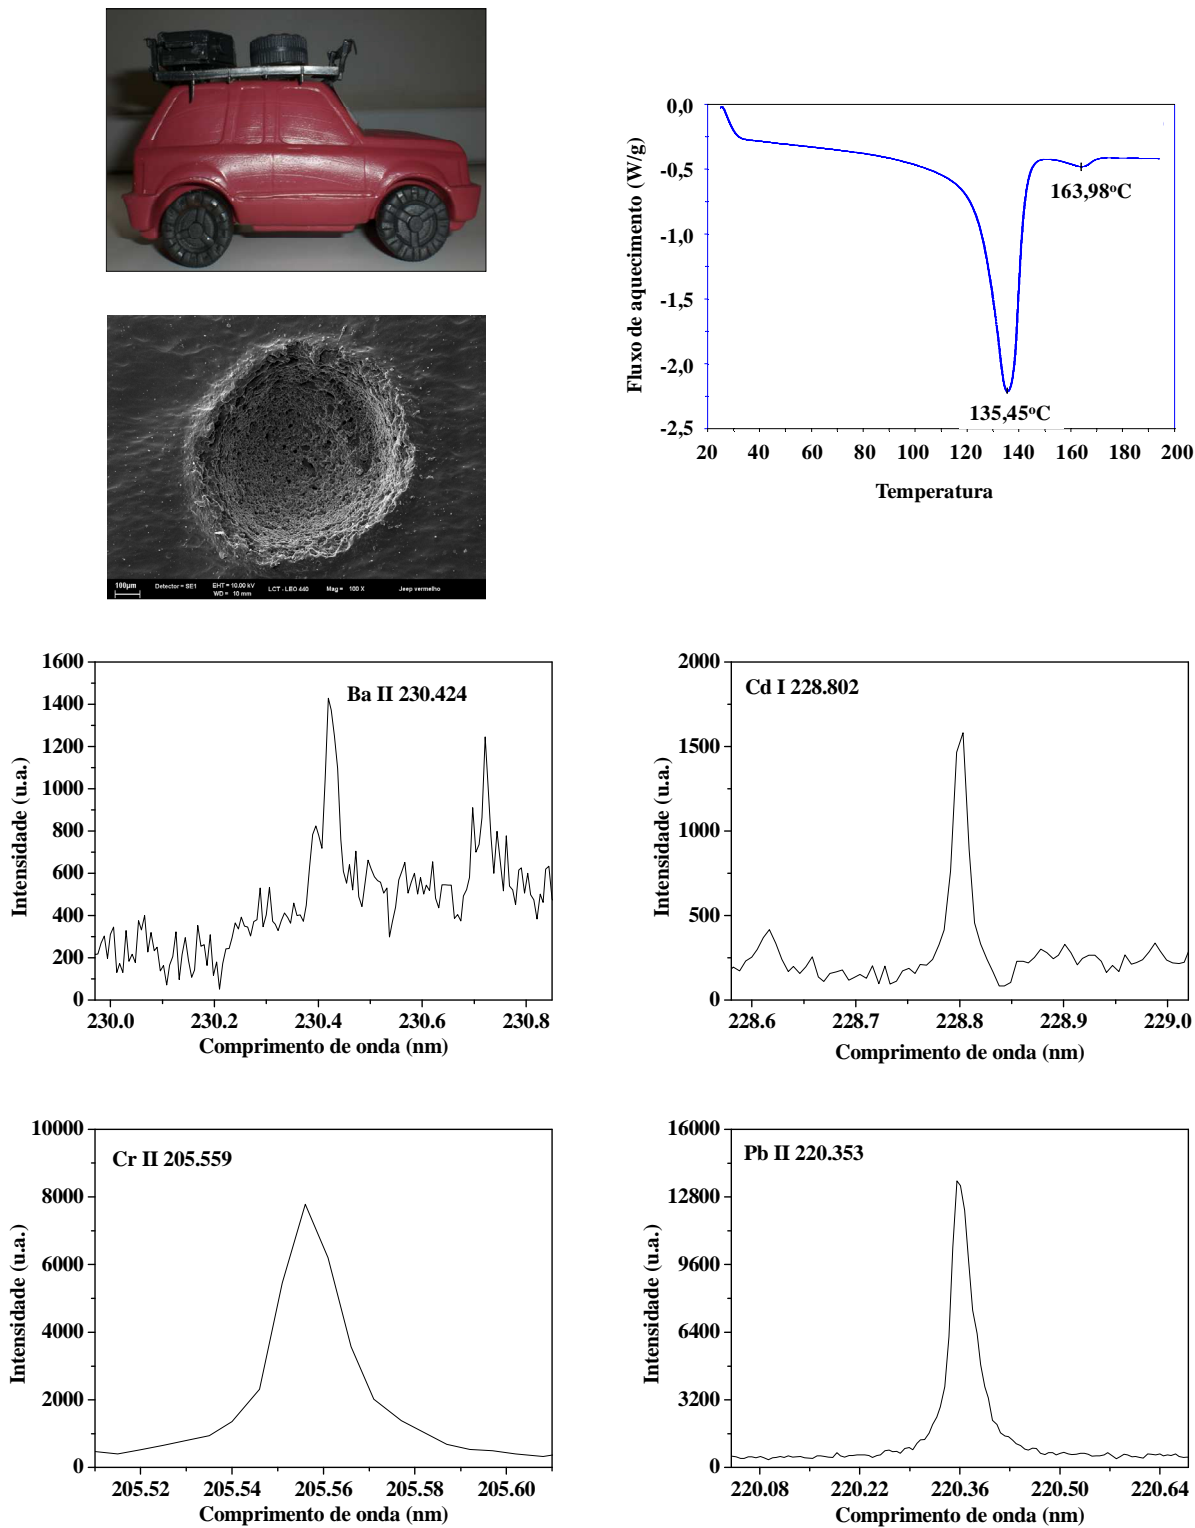 0,0
-0,5
-1,0
-1,5
-2,0
-2,5
Fluxo de aquecimento (W/g)
163,98ºC
135,45ºC
20 40 60 80 100 120 140 160 180 200
Temperatura
100µm Detector = SE1 EHT = 10.00 kV LCT - LEO 440 Mag = 100 X Jeep vermelho
WD = 10 mm
1600
1400
1200
1000
800
600
400
200
0
Intensidade (u.a.)
Ba II 230.424
230.0 230.2 230.4 230.6 230.8
Comprimento de onda (nm)
2000
1500
1000
500
0
Intensidade (u.a.)
Cd I 228.802
228.6 228.7 228.8 228.9 229.0
Comprimento de onda (nm)
10000
8000
6000
4000
2000
0
Intensidade (u.a.)
Cr II 205.559
205.52 205.54 205.56 205.58 205.60
Comprimento de onda (nm)
16000
12800
9600
6400
3200
0
Intensidade (u.a.)
Pb II 220.353
220.08 220.22 220.36 220.50 220.64
Comprimento de onda (nm)